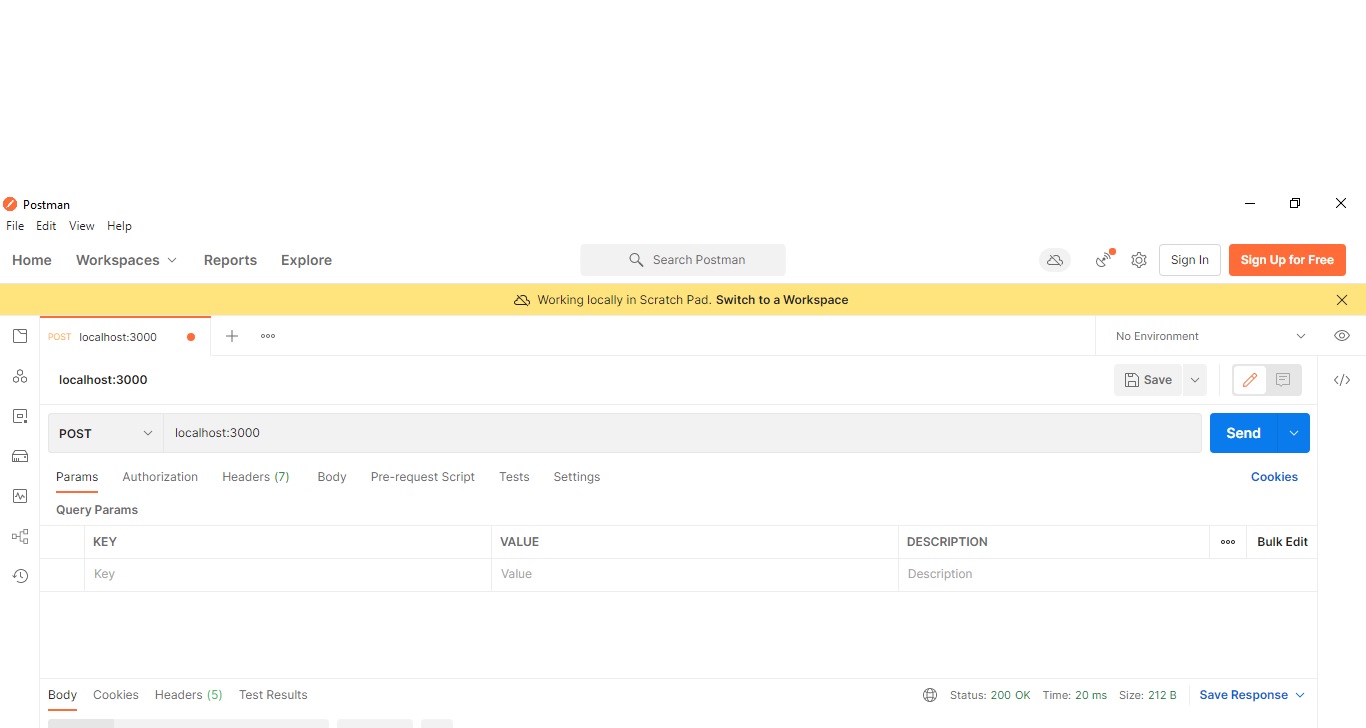 Postman
File Edit View Help
Home Workspaces Reports Explore Search Postman Sign In Sign Up for Free
Working locally in Scratch Pad. Switch to a Workspace
POST localhost:3000 No Environment
localhost:3000 Save
POST localhost:3000 Send
Params Authorization Headers (7) Body Pre-request Script Tests Settings Cookies
Query Params
KEY VALUE DESCRIPTION Bulk Edit
Key Value Description
Body Cookies Headers (5) Test Results Status: 200 OK Time: 20 ms Size: 212 B Save Response